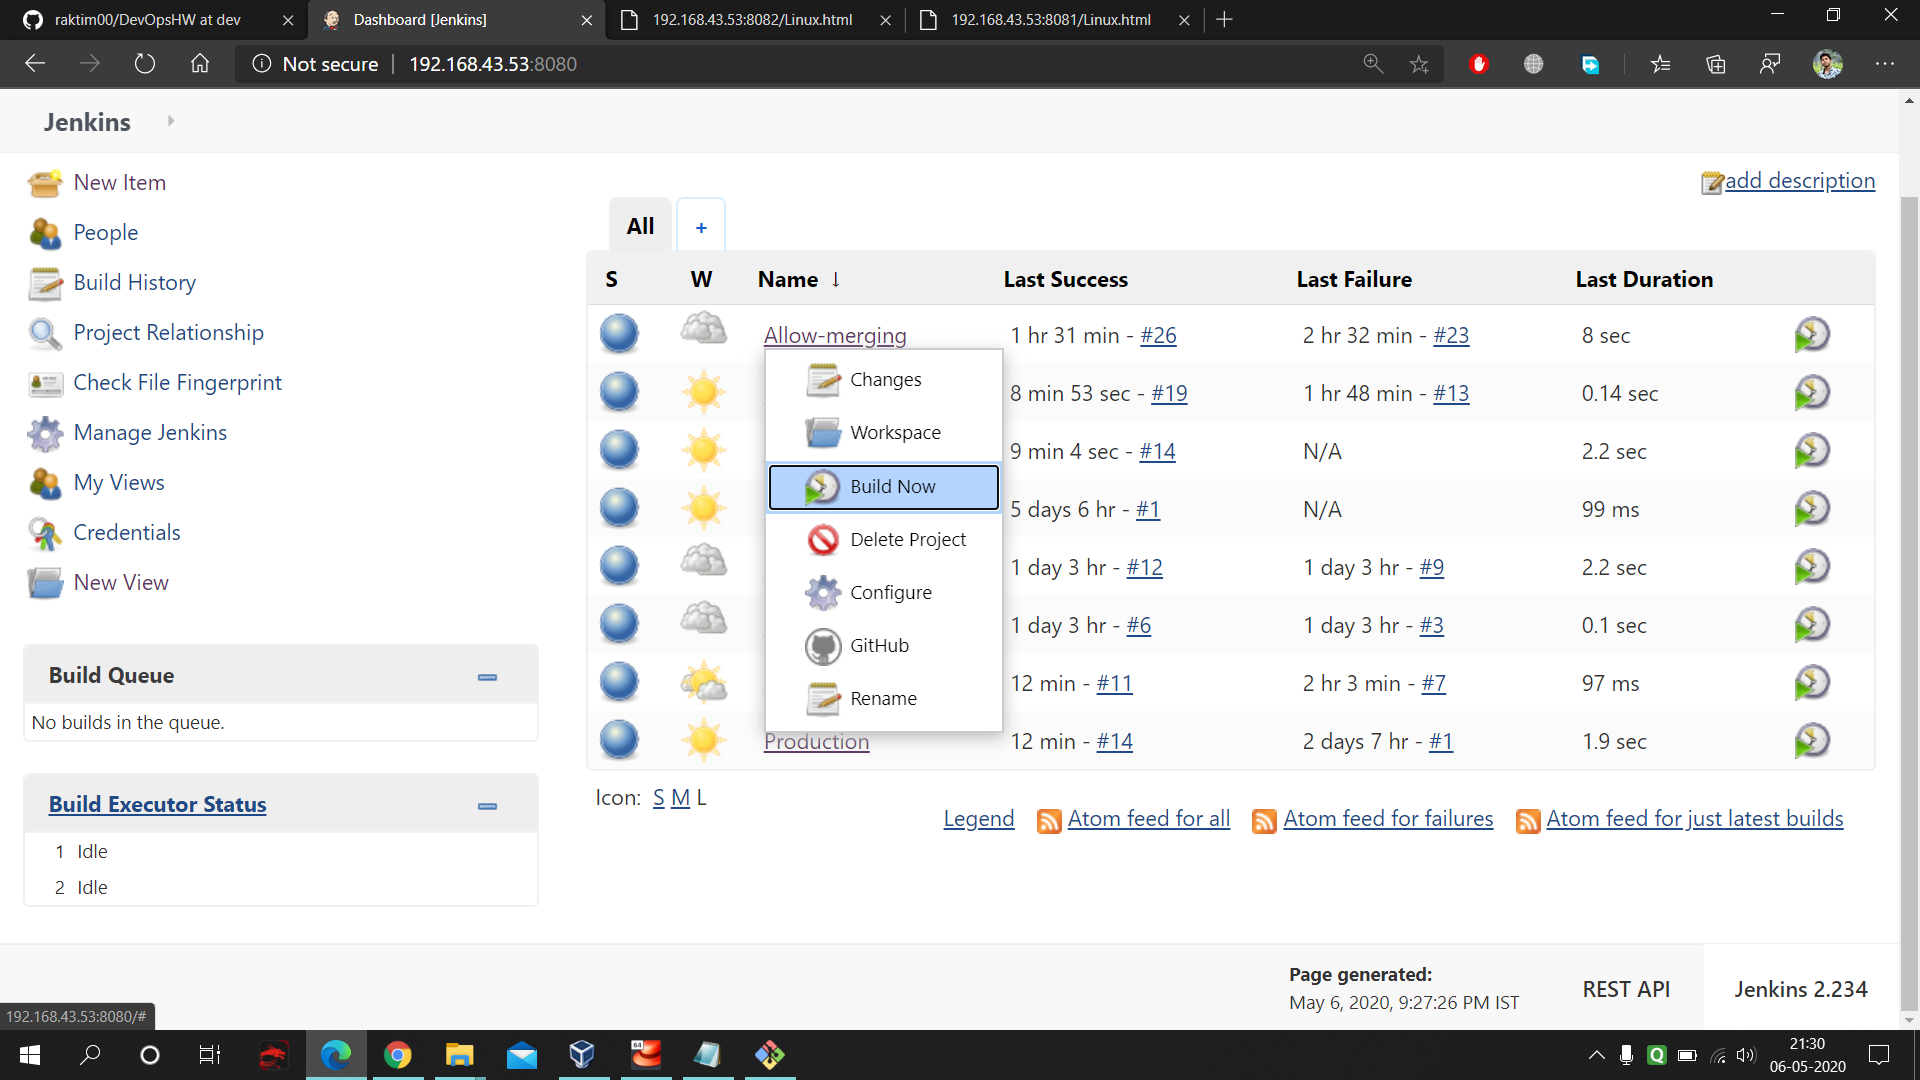 raktim00/DevOpsHW at dev
Dashboard [Jenkins]
192.168.43.53:8082/Linux.html
192.168.43.53:8081/Linux.html
Not secure | 192.168.43.53:8080
Jenkins
New Item
People
Build History
Project Relationship
Check File Fingerprint
Manage Jenkins
My Views
Credentials
New View
Build Queue
No builds in the queue.
Build Executor Status
1 Idle
2 Idle
add description
All +
S W Name ↓ Last Success Last Failure Last Duration
Allow-merging 1 hr 31 min - #26 2 hr 32 min - #23 8 sec
8 min 53 sec - #19 1 hr 48 min - #13 0.14 sec
9 min 4 sec - #14 N/A 2.2 sec
5 days 6 hr - #1 N/A 99 ms
1 day 3 hr - #12 1 day 3 hr - #9 2.2 sec
1 day 3 hr - #6 1 day 3 hr - #3 0.1 sec
12 min - #11 2 hr 3 min - #7 97 ms
Production 12 min - #14 2 days 7 hr - #1 1.9 sec
Changes
Workspace
Build Now
Delete Project
Configure
GitHub
Rename
Icon: S M L
Legend Atom feed for all Atom feed for failures Atom feed for just latest builds
Page generated:
May 6, 2020, 9:27:26 PM IST
REST API
Jenkins 2.234
192.168.43.53:8080/#
64
Q
21:30
06-05-2020